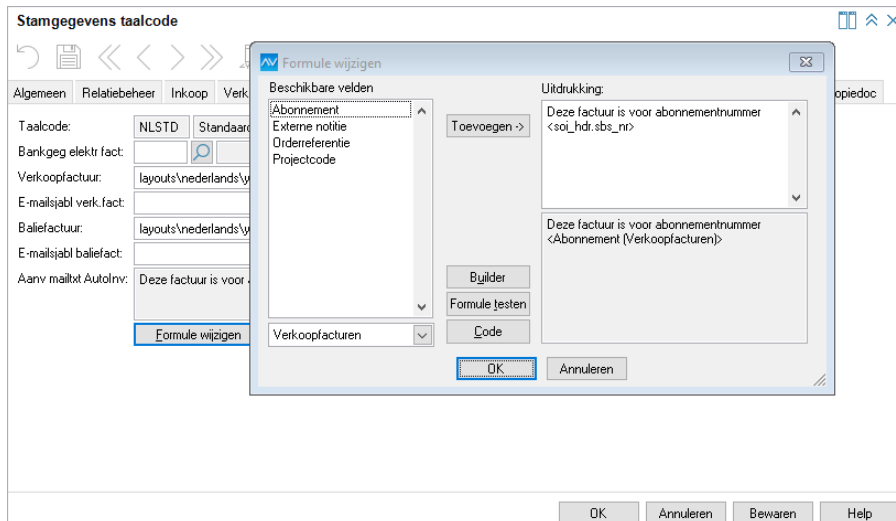 Stamgegevens taalcode
Formule wijzigen
Algemeen Relatiebeheer Inkoop Verk opiedoc
Taalcode: NLSTD Standaard
Bankgeg elektr fact:
Verkoopfactuur: layouts\nederlands\y
E-mailsjabl verk.fact:
Baliefactuur: layouts\nederlands\y
E-mailsjabl baliefact:
Aanv mailtxt AutoInv: Deze factuur is voor
Formule wijzigen
Beschikbare velden
Abonnement
Externe notitie
Orderreferentie
Projectcode
Verkoopfacturen
Toevoegen ->
Builder
Formule testen
Code
Uitdrukking:
Deze factuur is voor abonnementnummer
<soi_hdr.sbs_nr>
Deze factuur is voor abonnementnummer
<Abonnement (Verkoopfacturen)>
OK Annuleren
OK Annuleren Bewaren Help